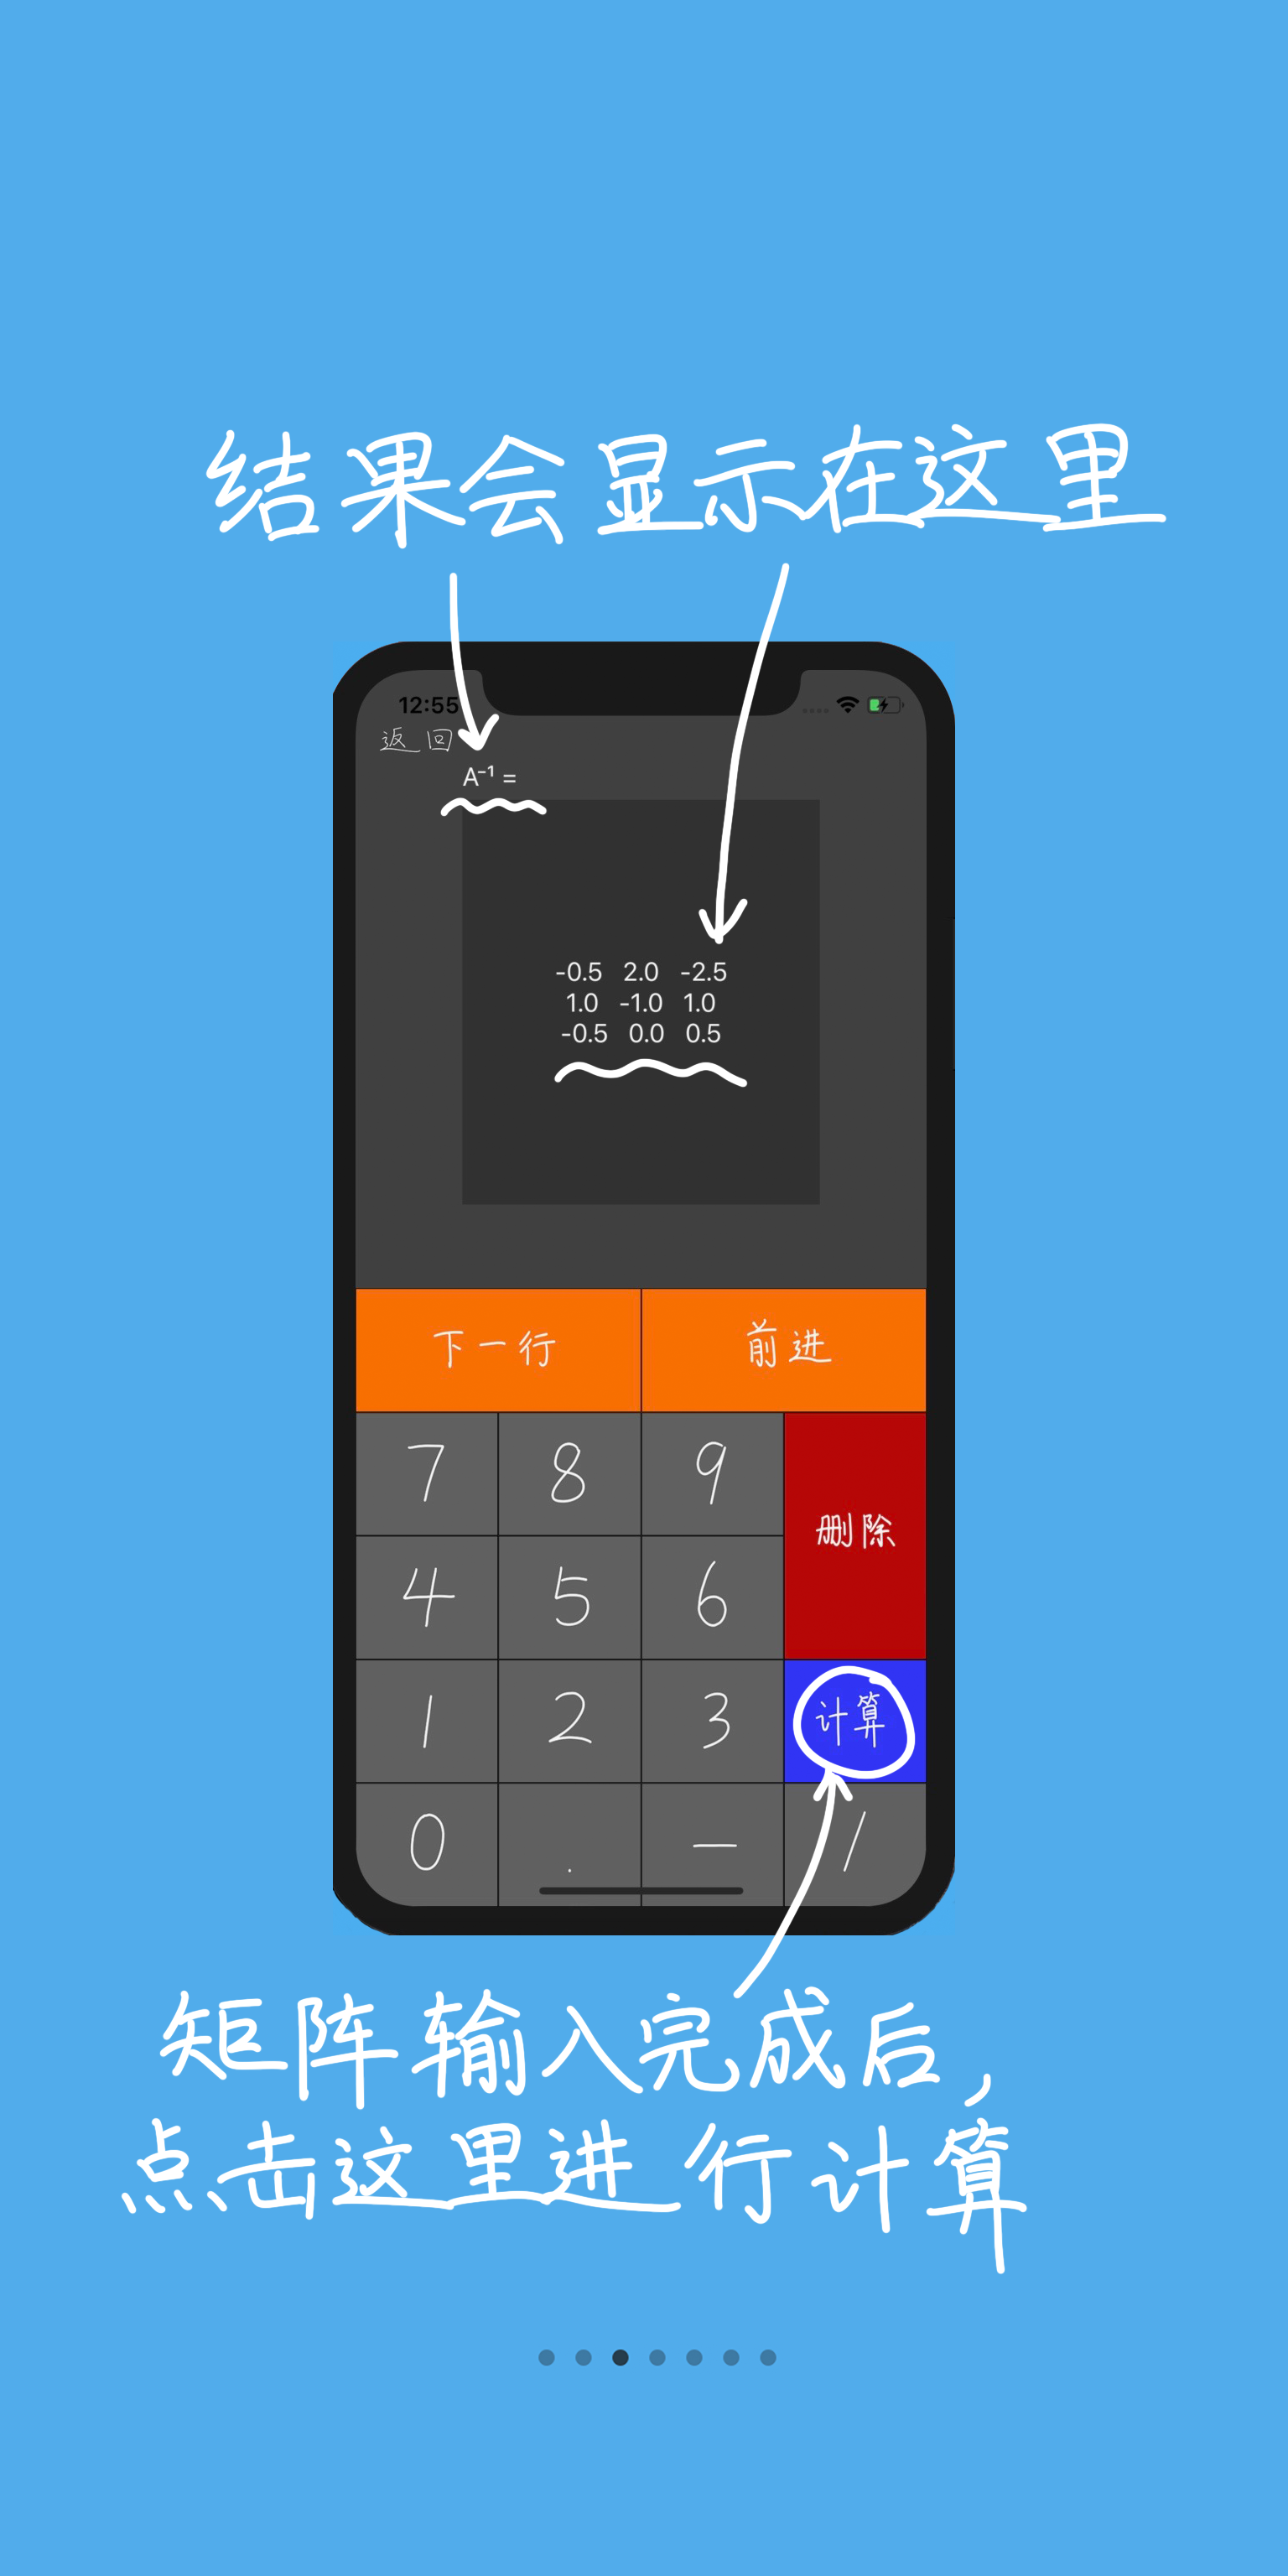 结果会显示在这里
12:55
返回
A⁻¹ =
-0.5 2.0 -2.5
1.0 -1.0 1.0
-0.5 0.0 0.5
下一行 前进
7 8 9 删除
4 5 6
1 2 3 计算
0 . - /
矩阵输入完成后,
点击这里进行计算